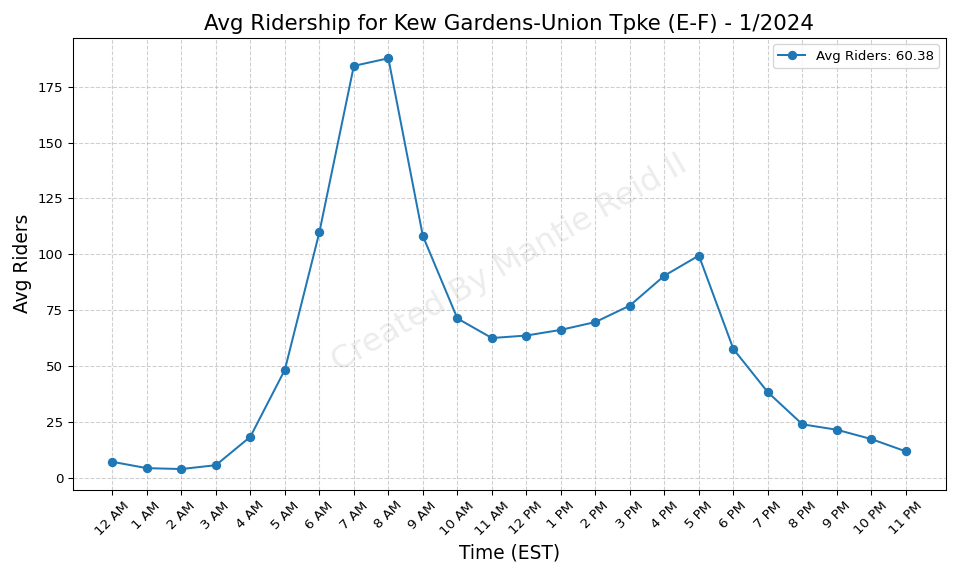 Avg Ridership for Kew Gardens-Union Tpke (E-F) - 1/2024
Avg Riders: 60.38
175
150
125
100
75
50
25
0
Avg Riders
Created By Mantie Reid II
12 AM
1 AM
2 AM
3 AM
4 AM
5 AM
6 AM
7 AM
8 AM
9 AM
10 AM
11 AM
12 PM
1 PM
2 PM
3 PM
4 PM
5 PM
6 PM
7 PM
8 PM
9 PM
10 PM
11 PM
Time (EST)